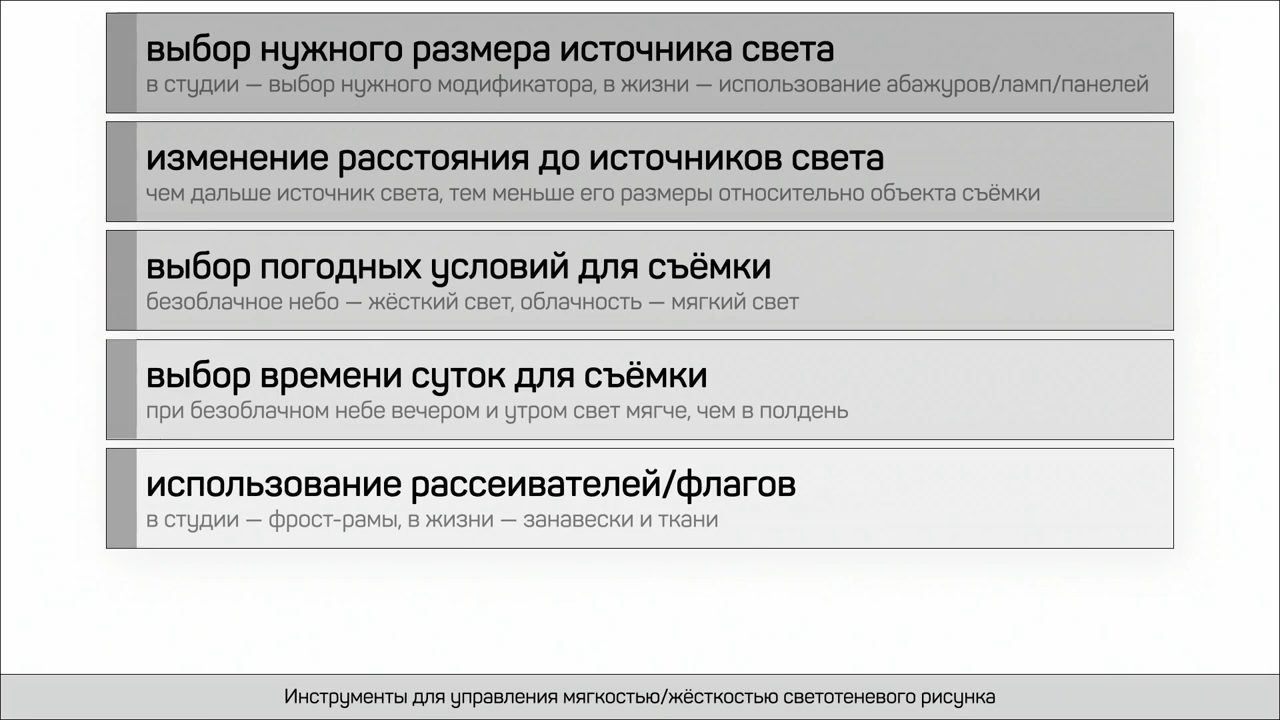 выбор нужного размера источника света
в студии — выбор нужного модификатора, в жизни — использование абажуров/ламп/панелей
изменение расстояния до источников света
чем дальше источник света, тем меньше его размеры относительно объекта съёмки
выбор погодных условий для съёмки
безоблачное небо — жёсткий свет, облачность — мягкий свет
выбор времени суток для съёмки
при безоблачном небе вечером и утром свет мягче, чем в полдень
использование рассеивателей/флагов
в студии — фрост-рамы, в жизни — занавески и ткани
Инструменты для управления мягкостью/жёсткостью светотеневого рисунка